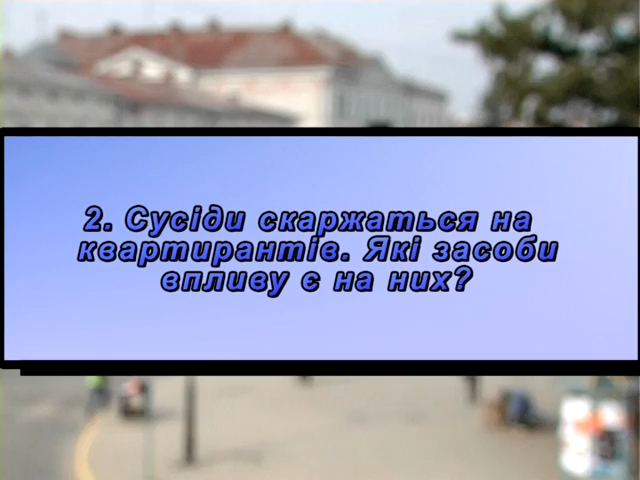 2. Сусіди скаржаться на
квартирантів. Які засоби
впливу є на них?